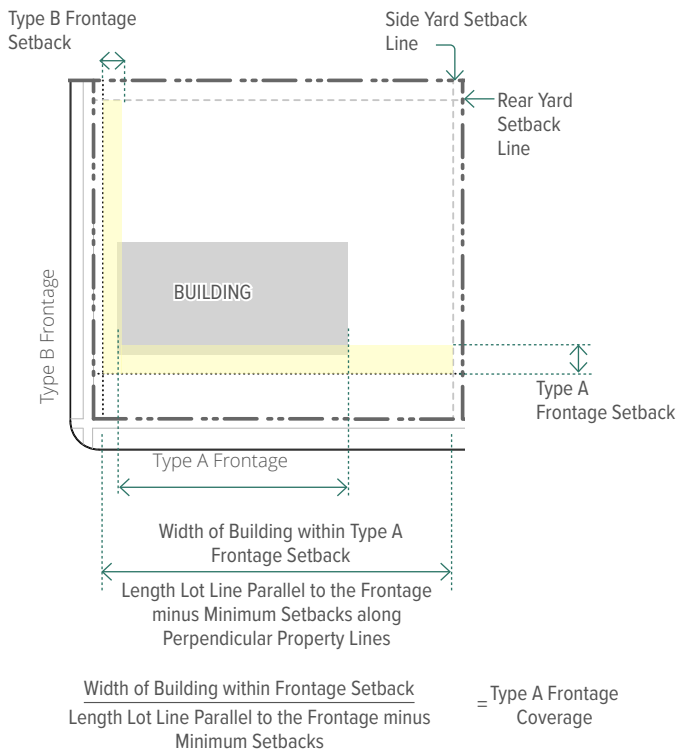 Type B Frontage
Setback
Side Yard Setback
Line
Rear Yard
Setback
Line
BUILDING
Type B Frontage
Type A
Frontage Setback
Type A Frontage
Width of Building within Type A
Frontage Setback
Length Lot Line Parallel to the Frontage
minus Minimum Setbacks along
Perpendicular Property Lines
Width of Building within Frontage Setback
Length Lot Line Parallel to the Frontage minus
Minimum Setbacks
= Type A Frontage
Coverage